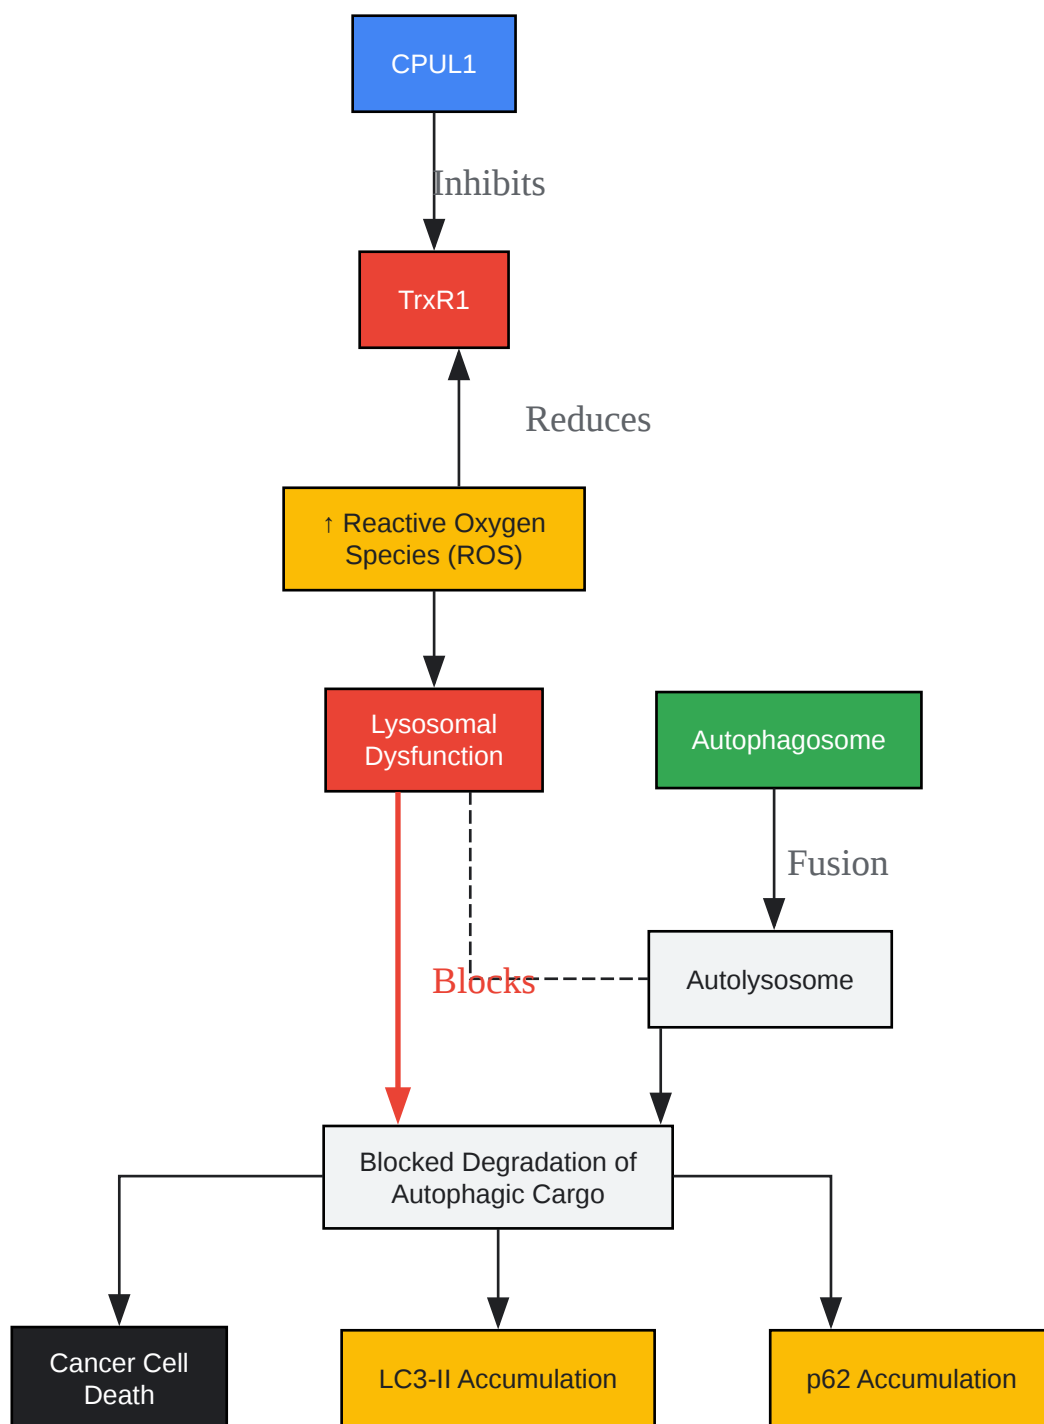 CPUL1
Inhibits
TrxR1
Reduces
↑ Reactive Oxygen
Species (ROS)
Lysosomal
Dysfunction
Autophagosome
Fusion
Blocks
Autolysosome
Blocked Degradation of
Autophagic Cargo
Cancer Cell
Death
LC3-II Accumulation
p62 Accumulation